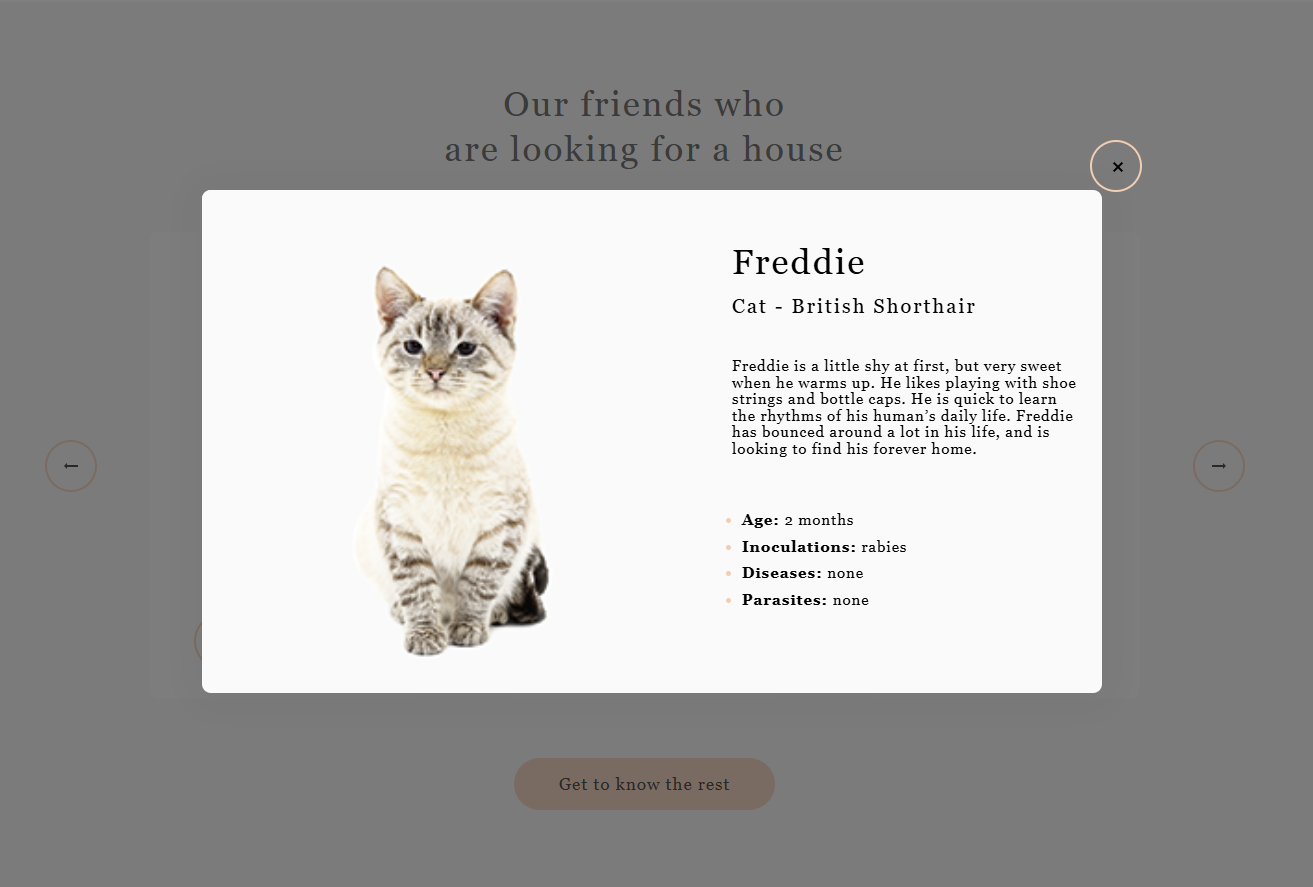 Our friends who
are looking for a house
Freddie
Cat - British Shorthair
Freddie is a little shy at first, but very sweet
when he warms up. He likes playing with shoe
strings and bottle caps. He is quick to learn
the rhythms of his human’s daily life. Freddie
has bounced around a lot in his life, and is
looking to find his forever home.
Age: 2 months
Inoculations: rabies
Diseases: none
Parasites: none
Get to know the rest